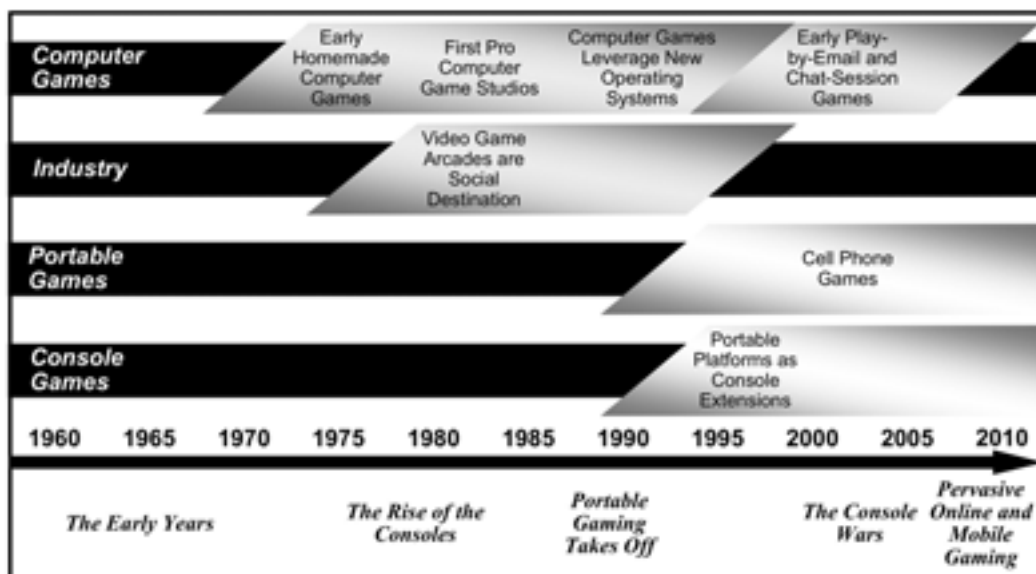 Computer
Games
Early
Homemade
Computer
Games
First Pro
Computer
Game Studios
Computer Games
Leverage New
Operating
Systems
Early Play-
by-Email and
Chat-Session
Games
Industry
Video Game
Arcades are
Social
Destination
Portable
Games
Cell Phone
Games
Console
Games
Portable
Platforms as
Console
Extensions
1960 1965 1970 1975 1980 1985 1990 1995 2000 2005 2010
The Early Years
The Rise of the
Consoles
Portable
Gaming
Takes Off
The Console
Wars
Pervasive
Online and
Mobile
Gaming